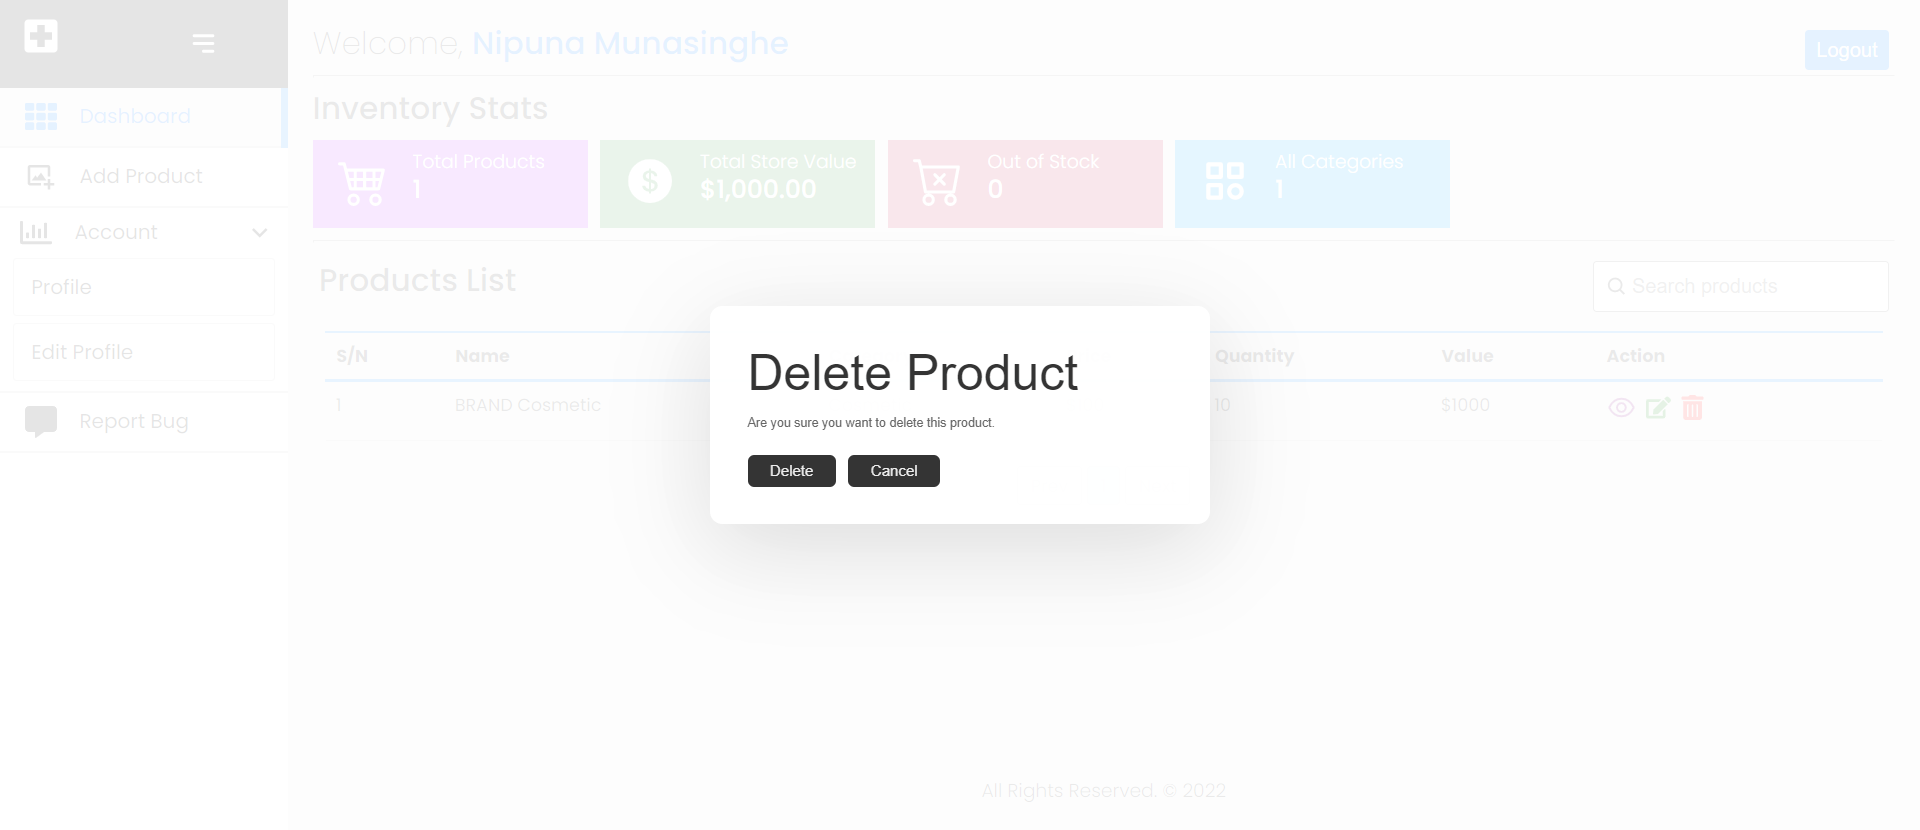 Welcome, Nipuna Munasinghe
Logout
Dashboard
Add Product
Account
Profile
Edit Profile
Report Bug
Inventory Stats
Total Products
1
Total Store Value
$1,000.00
Out of Stock
0
All Categories
1
Products List
Search products
S/N Name Quantity Value Action
1 BRAND Cosmetic 10 $1000
Delete Product
Are you sure you want to delete this product.
Delete Cancel
All Rights Reserved. © 2022